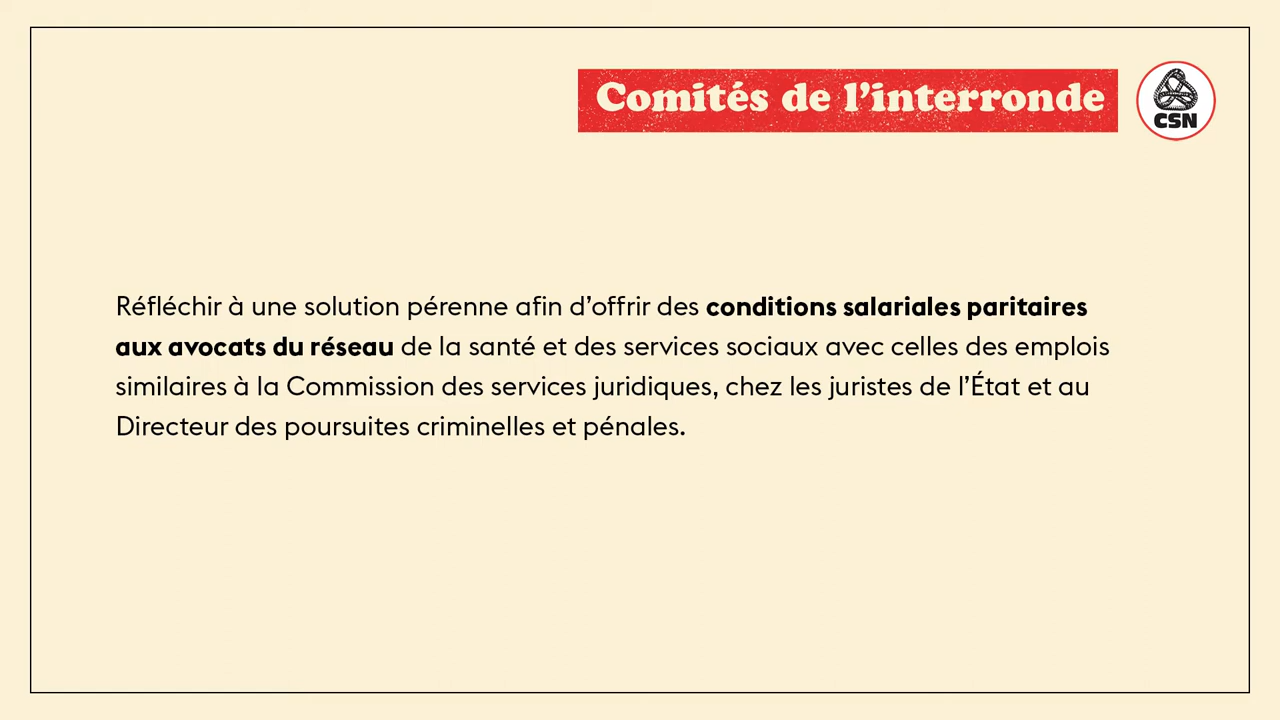 Comités de l’interronde
CSN
Réfléchir à une solution pérenne afin d’offrir des conditions salariales paritaires
aux avocats du réseau de la santé et des services sociaux avec celles des emplois
similaires à la Commission des services juridiques, chez les juristes de l’État et au
Directeur des poursuites criminelles et pénales.